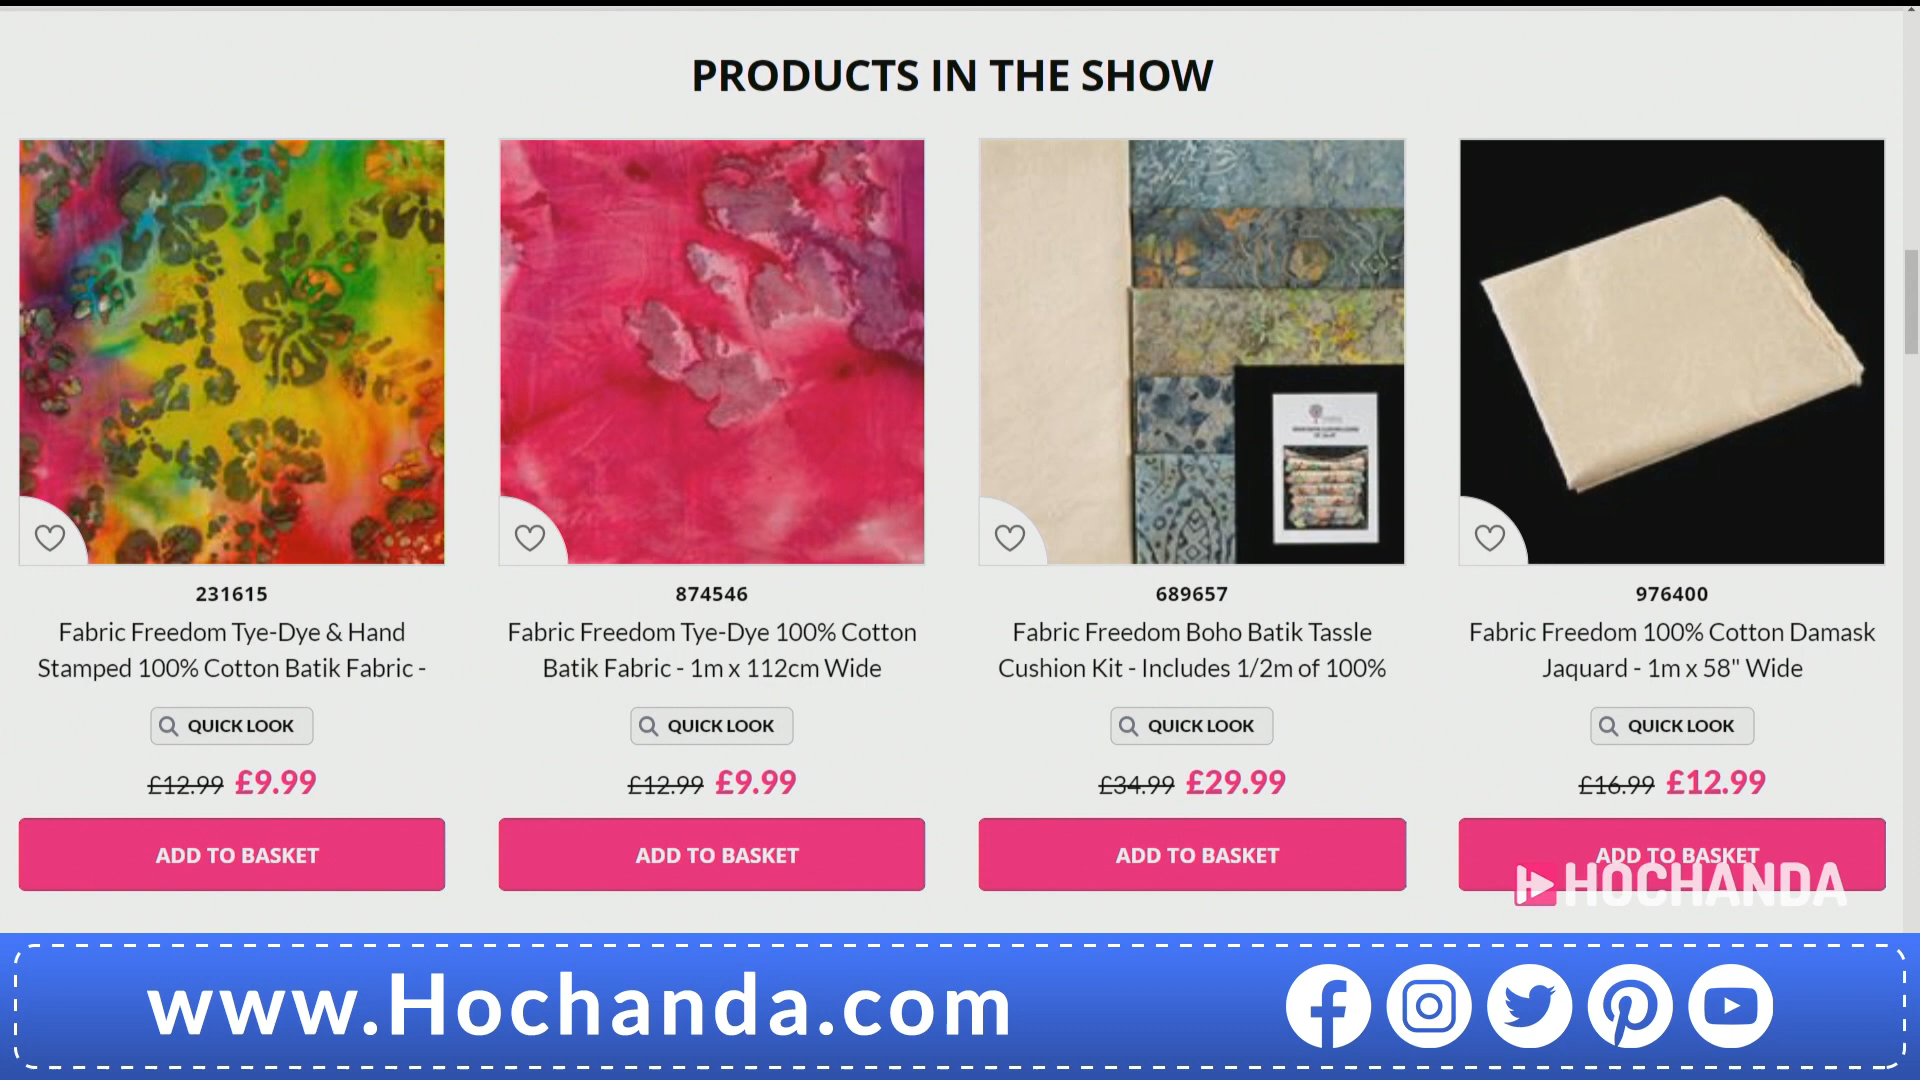 PRODUCTS IN THE SHOW
231615
Fabric Freedom Tye-Dye & Hand
Stamped 100% Cotton Batik Fabric -
QUICK LOOK
£12.99 £9.99
ADD TO BASKET
874546
Fabric Freedom Tye-Dye 100% Cotton
Batik Fabric - 1m x 112cm Wide
QUICK LOOK
£12.99 £9.99
ADD TO BASKET
689657
Fabric Freedom Boho Batik Tassle
Cushion Kit - Includes 1/2m of 100%
QUICK LOOK
£34.99 £29.99
ADD TO BASKET
976400
Fabric Freedom 100% Cotton Damask
Jaquard - 1m x 58" Wide
QUICK LOOK
£16.99 £12.99
ADD TO BASKET
HOCHANDA
www.Hochanda.com